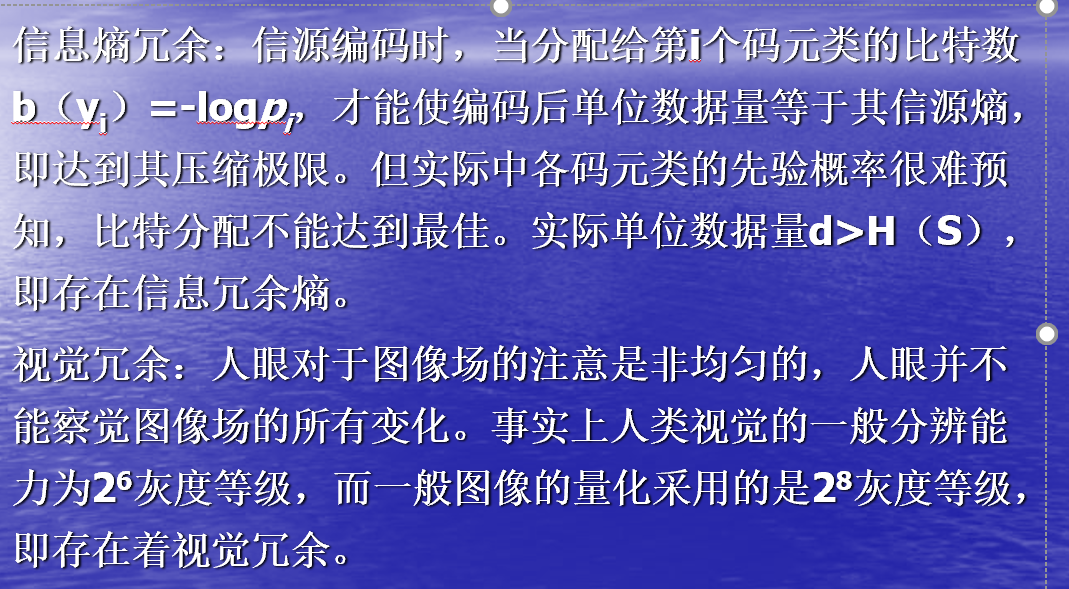 信息熵冗余：信源编码时，当分配给第i个码元类的比特数
b（yᵢ）=-logpᵢ，才能使编码后单位数据量等于其信源熵，
即达到其压缩极限。但实际中各码元类的先验概率很难预
知，比特分配不能达到最佳。实际单位数据量d>H（S），
即存在信息冗余熵。
视觉冗余：人眼对于图像场的注意是非均匀的，人眼并不
能察觉图像场的所有变化。事实上人类视觉的一般分辨能
力为2⁶灰度等级，而一般图像的量化采用的是2⁸灰度等级，
即存在着视觉冗余。